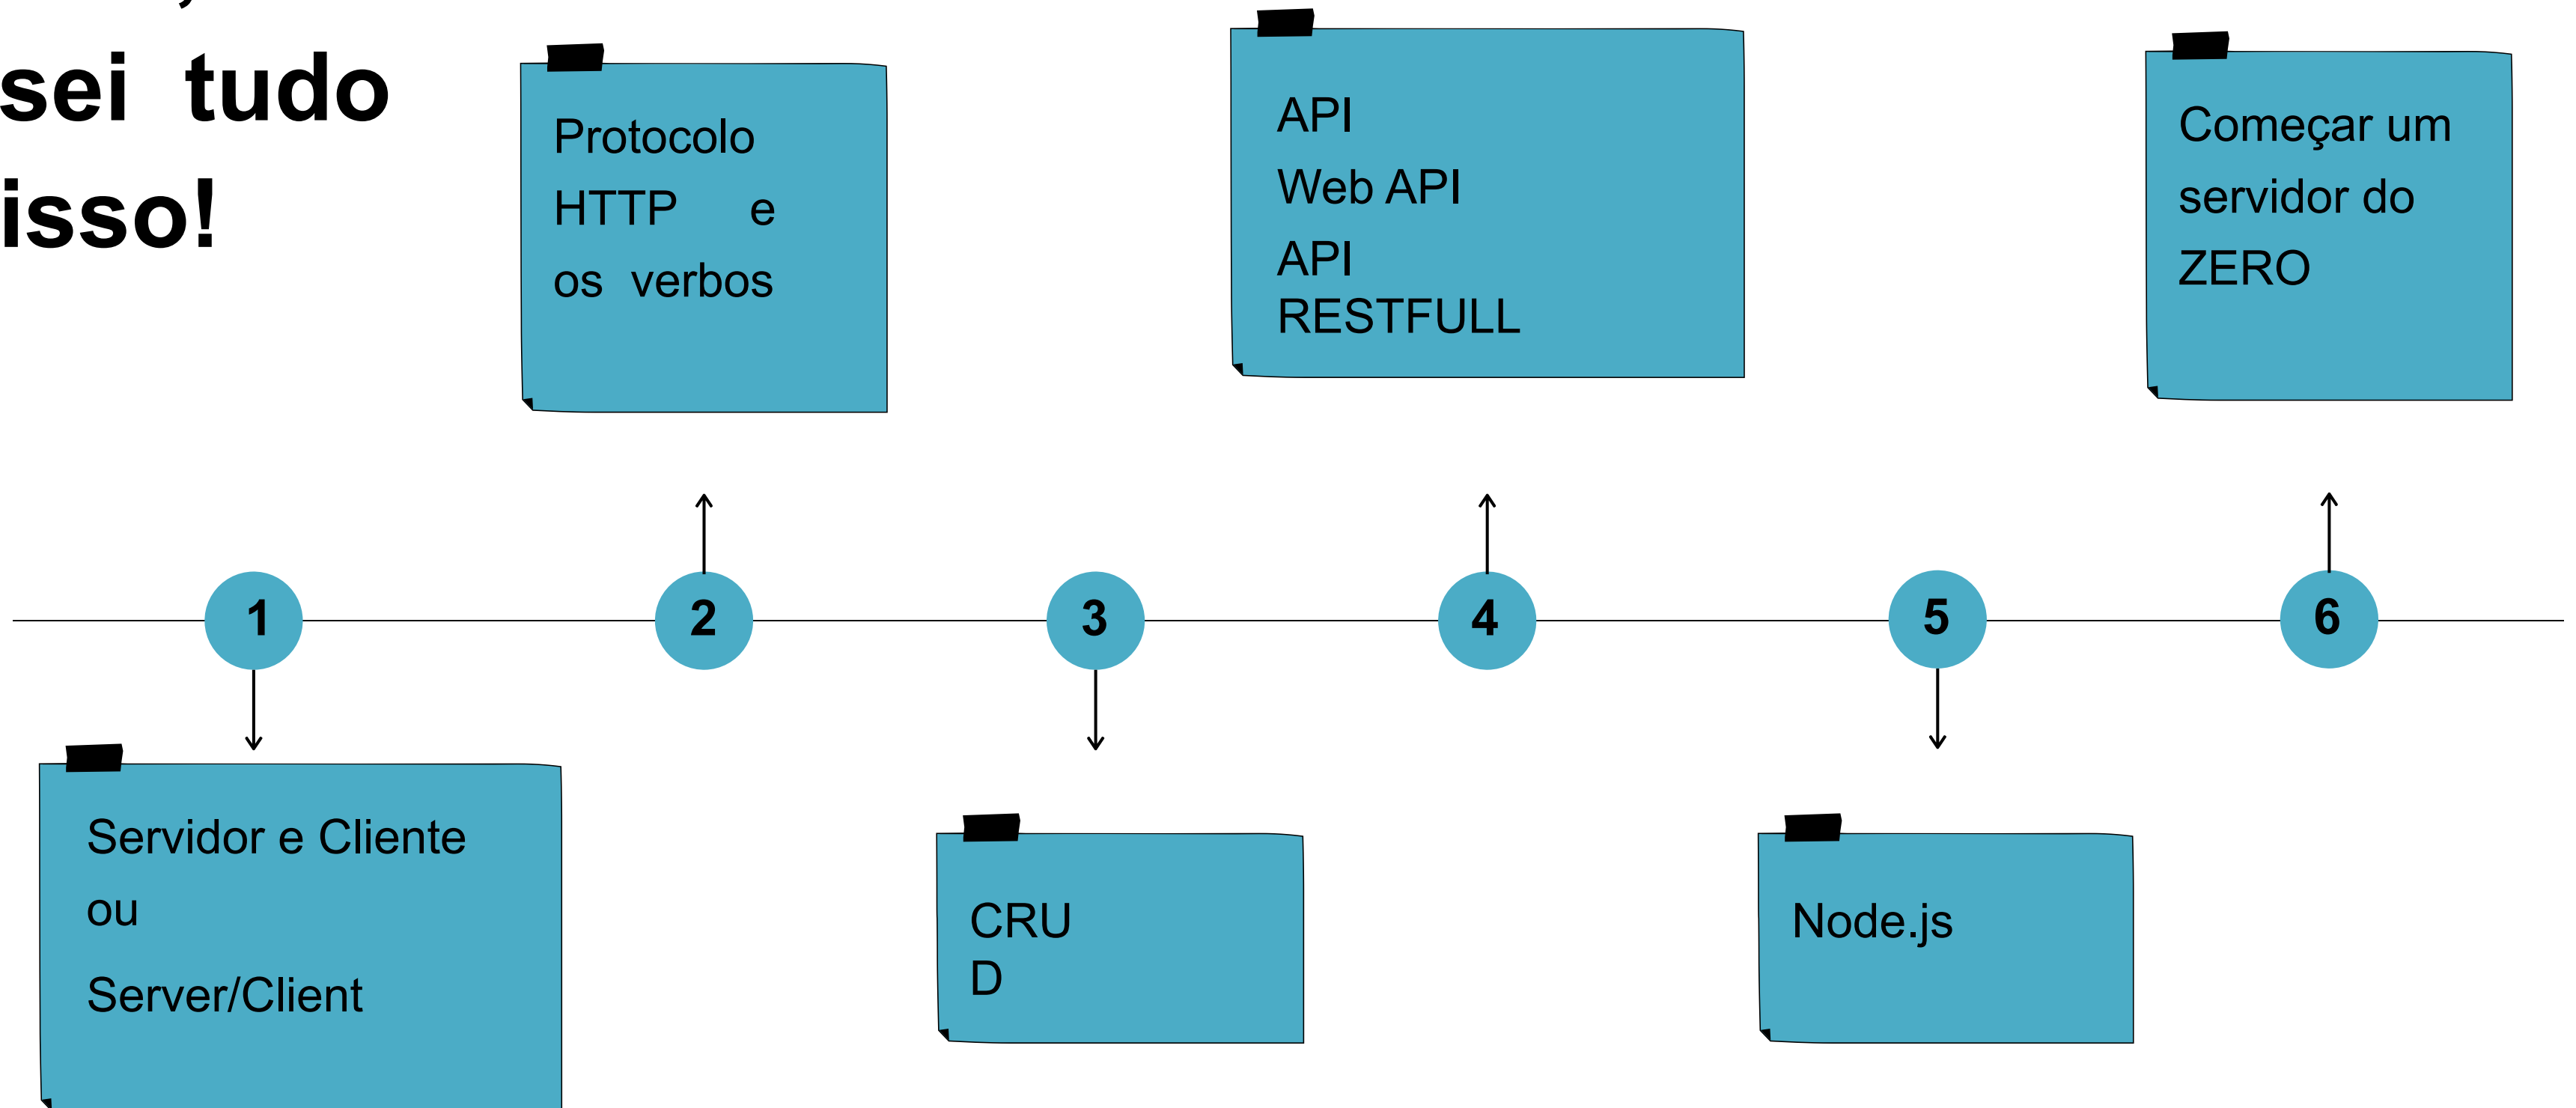 sei tudo
isso!
Protocolo
HTTP e
os verbos
API
Web API
API
RESTFULL
Começar um
servidor do
ZERO
1
2
3
4
5
6
Servidor e Cliente
ou
Server/Client
CRU
D
Node.js